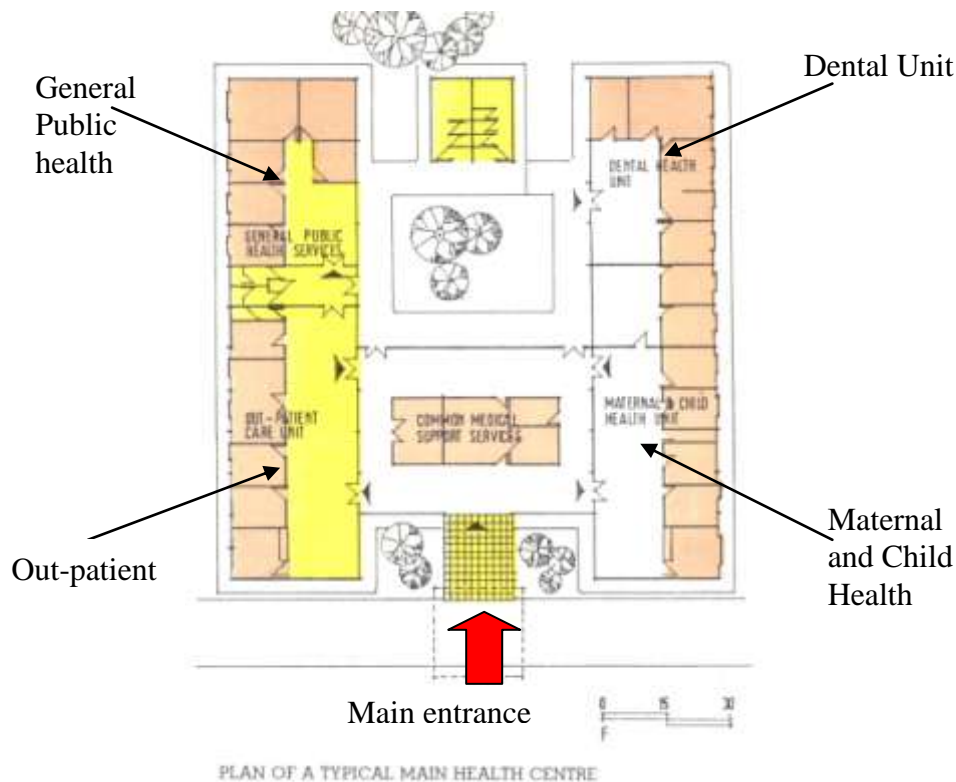 General
Public
health
Dental Unit
DENTAL HEALTH
UNIT
GENERAL PUBLIC
HEALTH SERVICES
OUT-PATIENT
CARE UNIT
COMMON MEDICAL
SUPPORT SERVICES
MATERNAL & CHILD
HEALTH UNIT
Out-patient
Maternal
and Child
Health
Main entrance
0 15 30
F
PLAN OF A TYPICAL MAIN HEALTH CENTRE